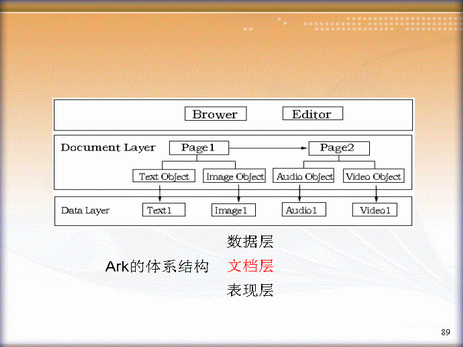 Brower Editor
Document Layer Page1 Page2
Text Object Image Object Audio Object Video Object
Data Layer Text1 Image1 Audio1 Video1
数据层
Ark的体系结构 文档层
表现层
89